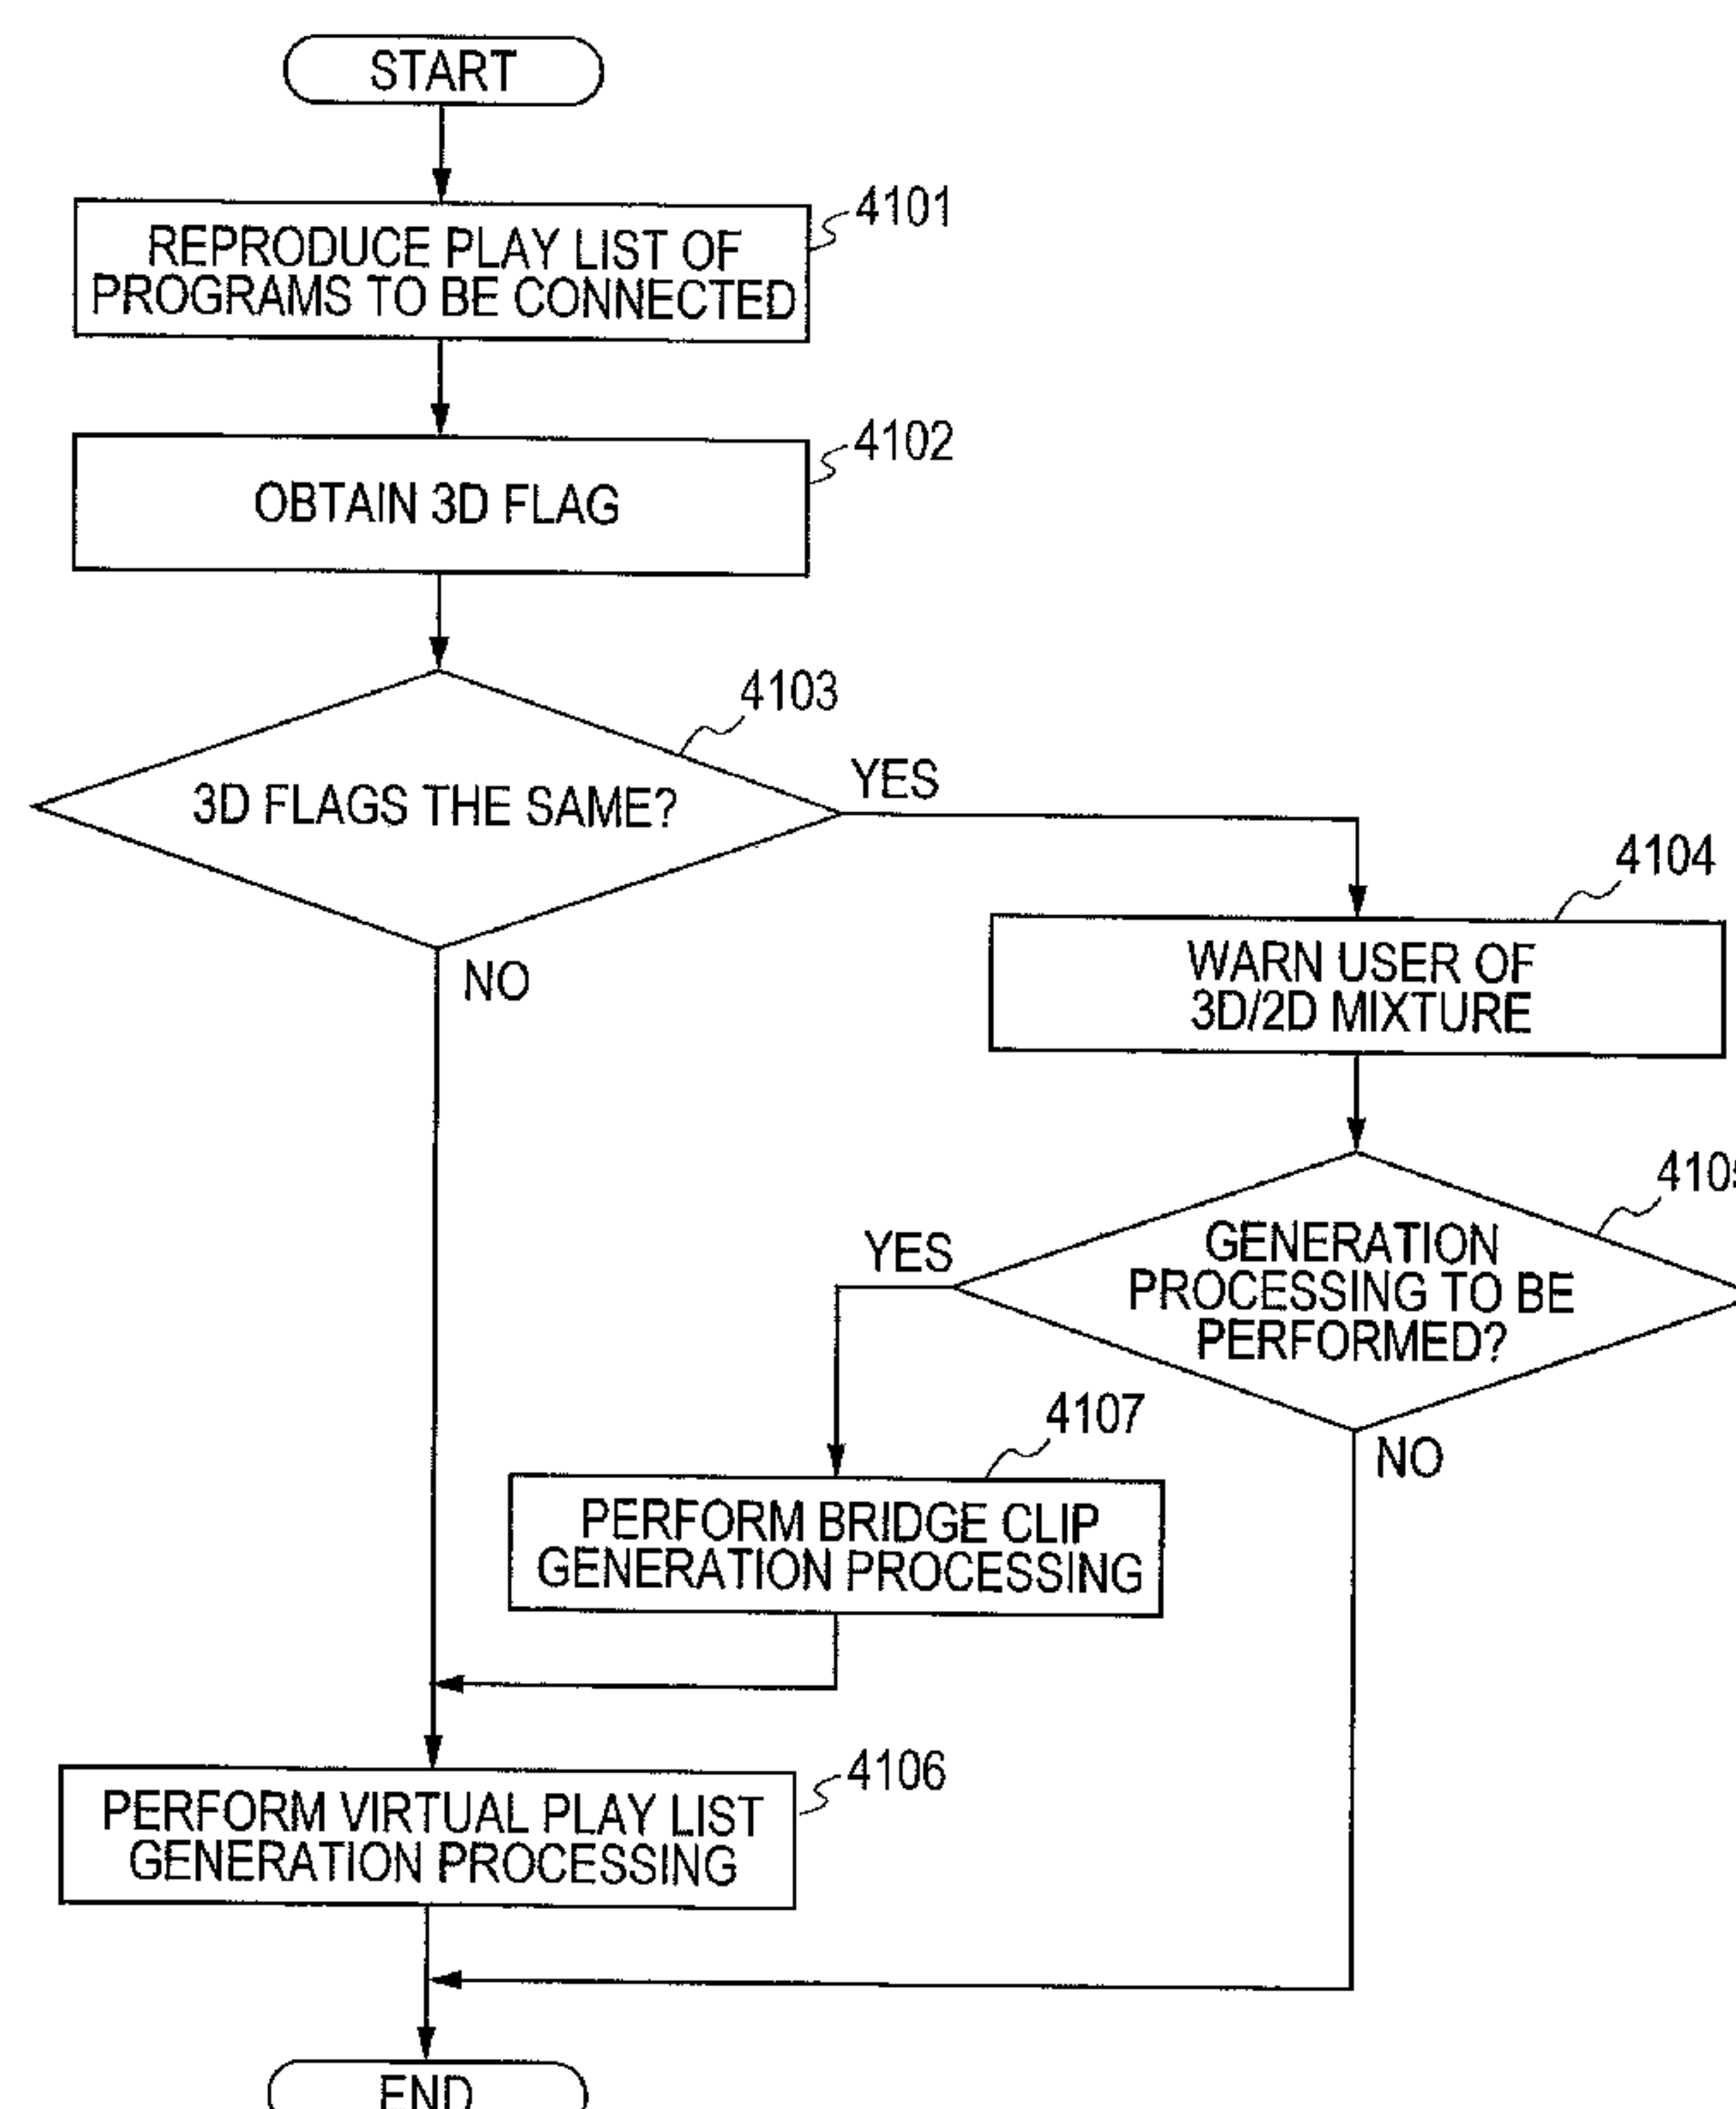 START
4101
REPRODUCE PLAY LIST OF
PROGRAMS TO BE CONNECTED
4102
OBTAIN 3D FLAG
4103
3D FLAGS THE SAME?
YES
NO
4104
WARN USER OF
3D/2D MIXTURE
GENERATION
PROCESSING TO BE
PERFORMED?
YES
NO
4107
PERFORM BRIDGE CLIP
GENERATION PROCESSING
4106
PERFORM VIRTUAL PLAY LIST
GENERATION PROCESSING
END